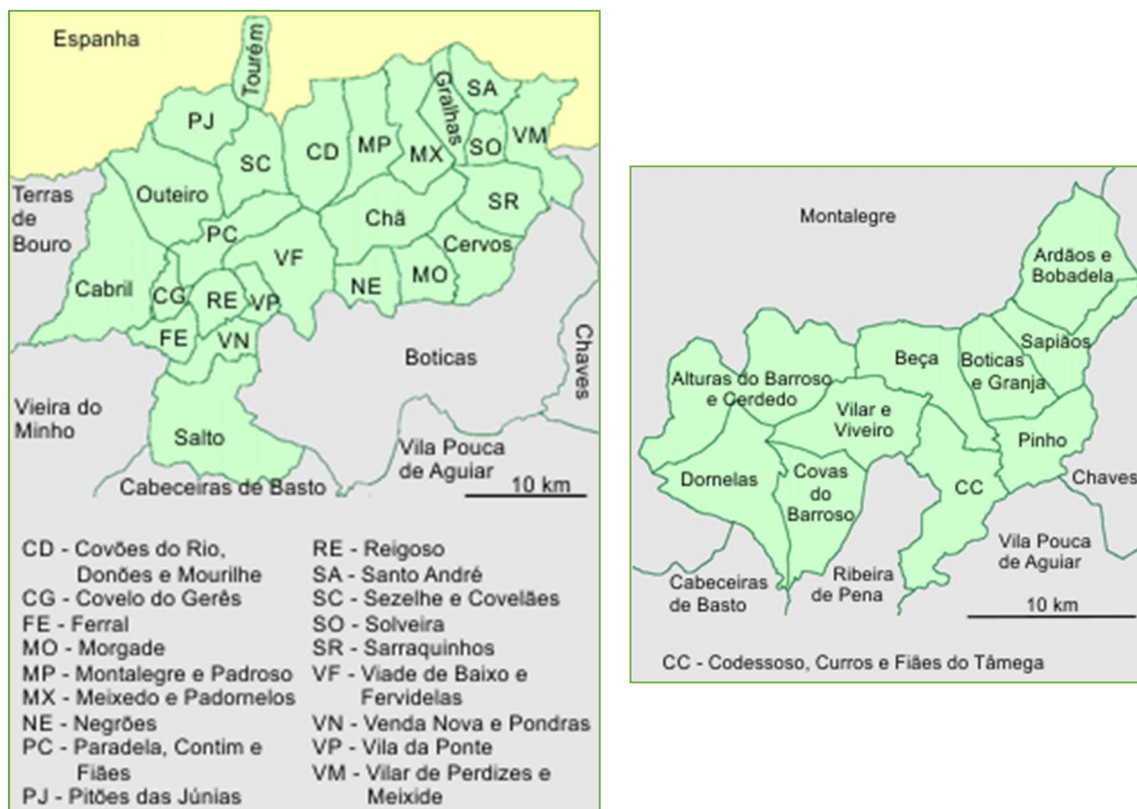 Espanha
Tourém
PJ
SC
CD
MP
MX
Gralhas
SA
SO
VM
Terras
de
Bouro
Outeiro
PC
VF
Chã
SR
Cervos
Cabril
CG
RE
VP
NE
MO
FE
VN
Boticas
Chaves
Vieira do
Minho
Salto
Vila Pouca
de Aguiar
Cabeceiras de Basto
10 km
CD - Covões do Rio,
Donões e Mourilhe
CG - Covelo do Gerês
FE - Ferral
MO - Morgade
MP - Montalegre e Padroso
MX - Meixedo e Padornelos
NE - Negrões
PC - Paradela, Contim e
Fiães
PJ - Pitões das Júnias
RE - Reigoso
SA - Santo André
SC - Sezelhe e Covelães
SO - Solveira
SR - Sarraquinhos
VF - Viade de Baixo e
Fervidelas
VN - Venda Nova e Pondras
VP - Vila da Ponte
VM - Vilar de Perdizes e
Meixide
Montalegre
Ardãos e
Bobadela
Sapiãos
Beça
Boticas
e Granja
Alturas do Barroso
e Cerdedo
Vilar e
Viveiro
Pinho
Dornelas
Covas
do
Barroso
CC
Chaves
Cabeceiras
de Basto
Ribeira
de Pena
Vila Pouca
de Aguiar
10 km
CC - Codessoso, Curros e Fiães do Tâmega